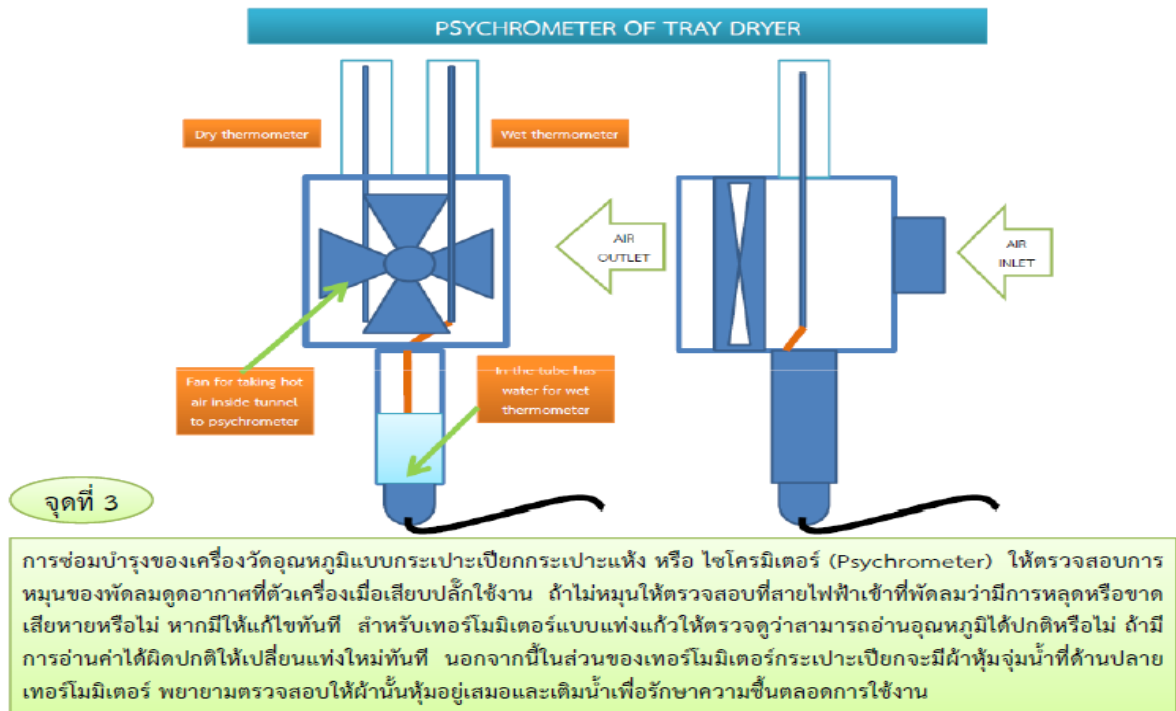 PSYCHROMETER OF TRAY DRYER
Dry thermometer
Wet thermometer
AIR
OUTLET
AIR
INLET
Fan for taking hot
air inside tunnel
to psychrometer
In the tube has
water for wet
thermometer
จุดที่ 3
การซ่อมบำรุงของเครื่องวัดอุณหภูมิแบบกระเปาะเปียกกระเปาะแห้ง หรือ ไซโครมิเตอร์ (Psychrometer) ให้ตรวจสอบการ
หมุนของพัดลมดูดอากาศที่ตัวเครื่องเมื่อเสียบปลั๊กใช้งาน ถ้าไม่หมุนให้ตรวจสอบที่สายไฟฟ้าเข้าที่พัดลมว่ามีการหลุดหรือขาด
เสียหายหรือไม่ หากมีให้แก้ไขทันที สำหรับเทอร์โมมิเตอร์แบบแท่งแก้วให้ตรวจดูว่าสามารถอ่านอุณหภูมิได้ปกติหรือไม่ ถ้ามี
การอ่านค่าได้ผิดปกติให้เปลี่ยนแท่งใหม่ทันที นอกจากนี้ในส่วนของเทอร์โมมิเตอร์กระเปาะเปียกจะมีผ้าหุ้มจุ่มน้ำที่ด้านปลาย
เทอร์โมมิเตอร์ พยายามตรวจสอบให้ผ้านั้นหุ้มอยู่เสมอและเติมน้ำเพื่อรักษาความชื้นตลอดการใช้งาน